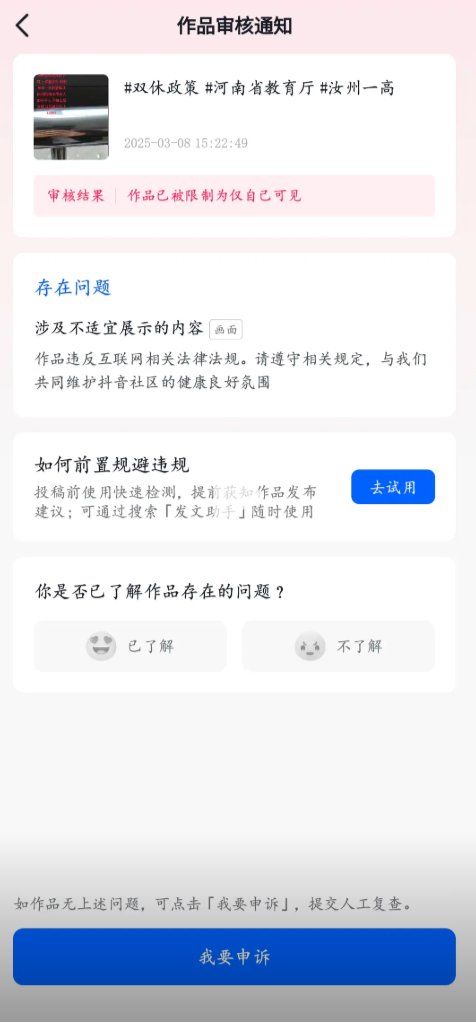 作品审核通知
#双休政策 #河南省教育厅 #汝州一高
2025-03-08 15:22:49
审核结果 作品已被限制为仅自己可见
存在问题
涉及不适宜展示的内容 画面
作品违反互联网相关法律法规。请遵守相关规定，与我们
共同维护抖音社区的健康良好氛围
如何前置规避违规
投稿前使用快速检测，提前获知作品发布
建议；可通过搜索「发文助手」随时使用
去试用
你是否已了解作品存在的问题？
已了解
不了解
如作品无上述问题，可点击「我要申诉」，提交人工复查。
我要申诉